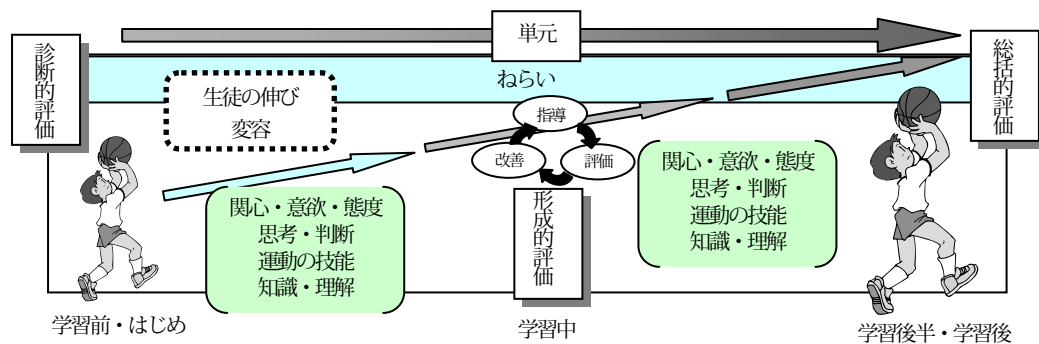 単元
診断的評価
総括的評価
ねらい
生徒の伸び
変容
指導
改善
評価
関心・意欲・態度
思考・判断
運動の技能
知識・理解
形成的評価
関心・意欲・態度
思考・判断
運動の技能
知識・理解
学習前・はじめ
学習中
学習後半・学習後